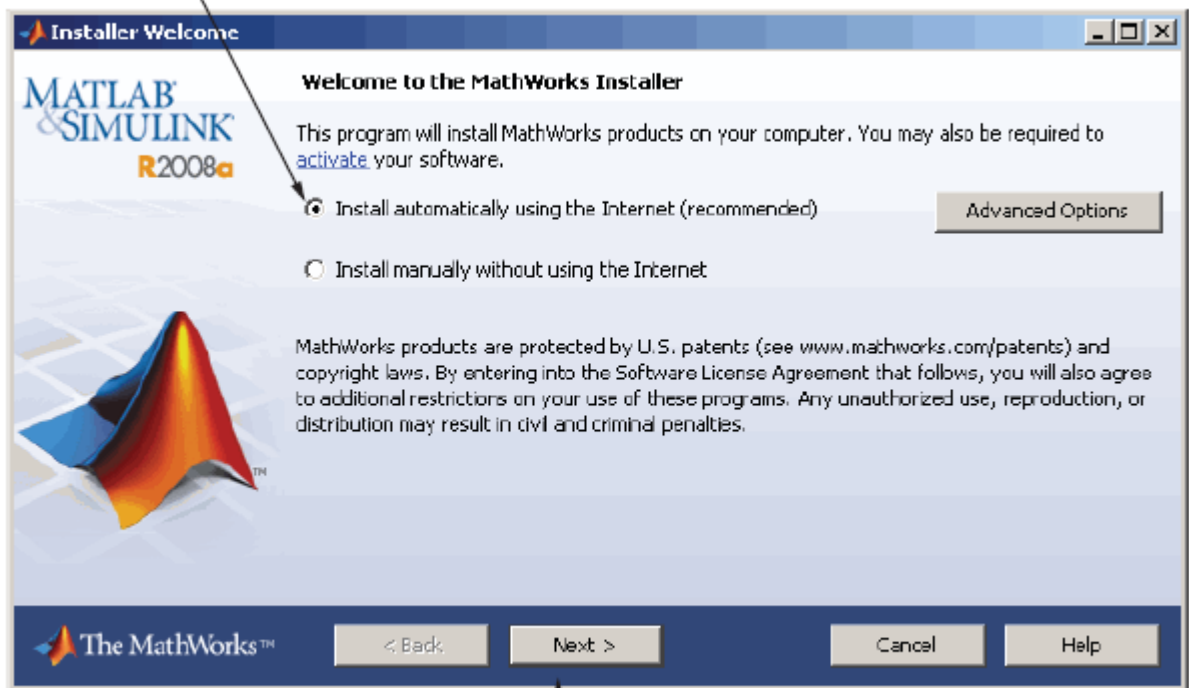 Installer Welcome
MATLAB
&SIMULINK
R2008a
Welcome to the MathWorks Installer
This program will install MathWorks products on your computer. You may also be required to
activate your software.
Install automatically using the Internet (recommended)
Advanced Options
Install manually without using the Internet
MathWorks products are protected by U.S. patents (see www.mathworks.com/patents) and
copyright laws. By entering into the Software License Agreement that follows, you will also agree
to additional restrictions on your use of these programs. Any unauthorized use, reproduction, or
distribution may result in civil and criminal penalties.
TM
The MathWorks™
< Back
Next >
Cancel
Help